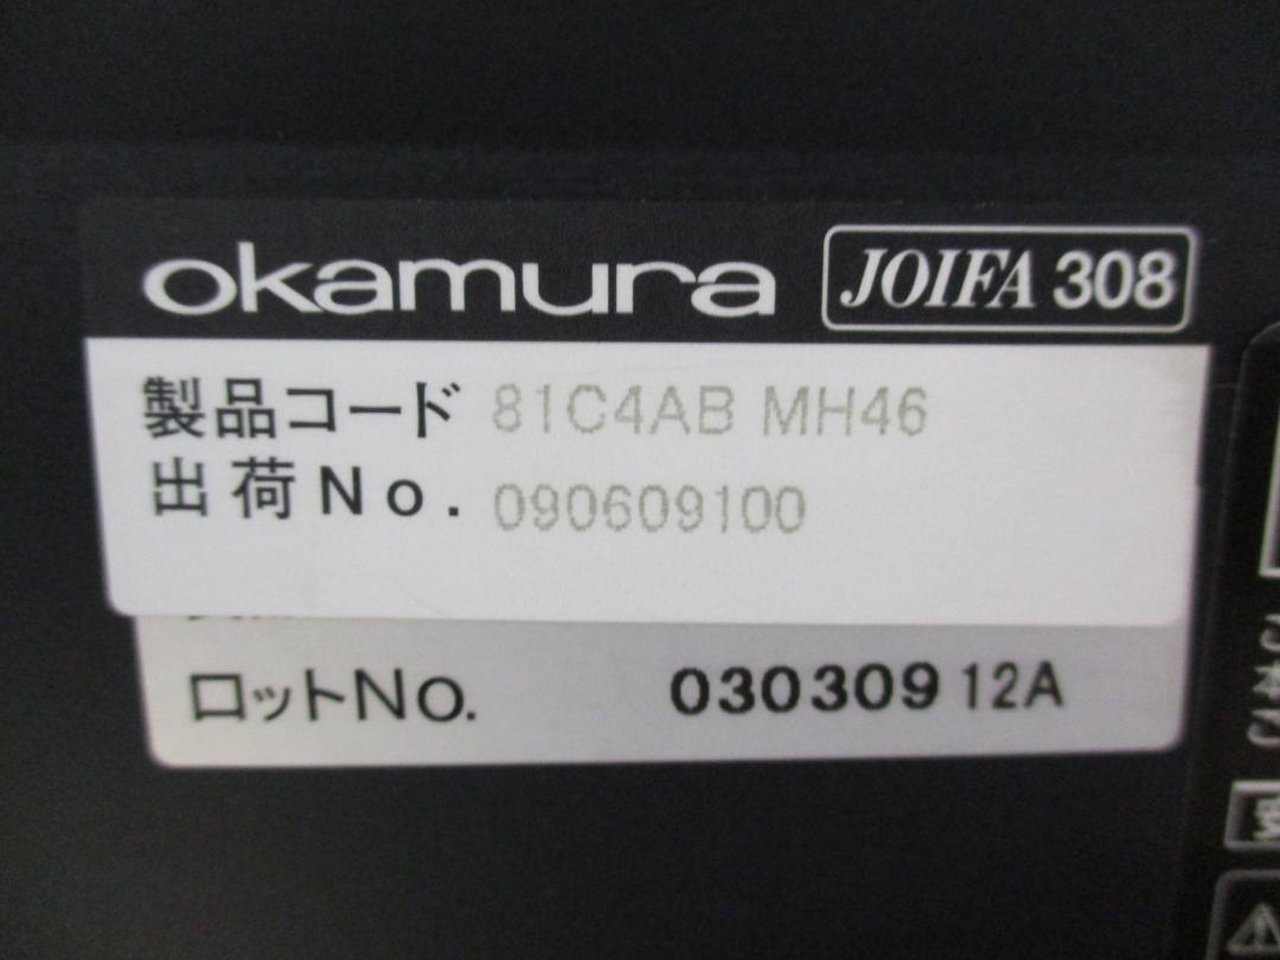 okamura JOIFA 308
製品コード 81C4AB MH46
出荷No. 090609100
ロットNo. 030309 12A